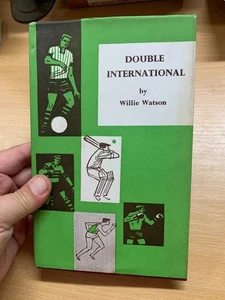 DOUBLE
INTERNATIONAL
by
Willie Watson